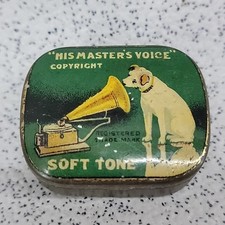 "HIS MASTER'S VOICE"
COPYRIGHT
REGISTERED
TRADE MARK
SOFT TONE